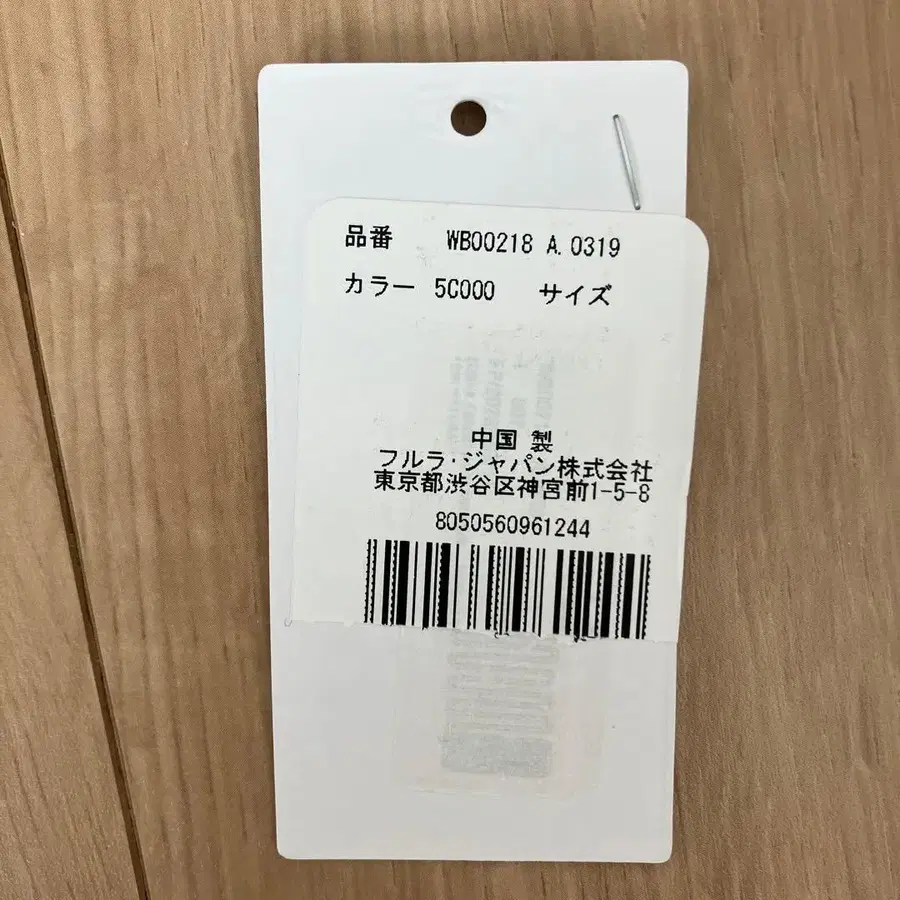 品番 WB00218 A.0319
カラー 5C000 サイズ
中国 製
フルラ・ジャパン株式会社
東京都渋谷区神宮前1-5-8
8050560961244